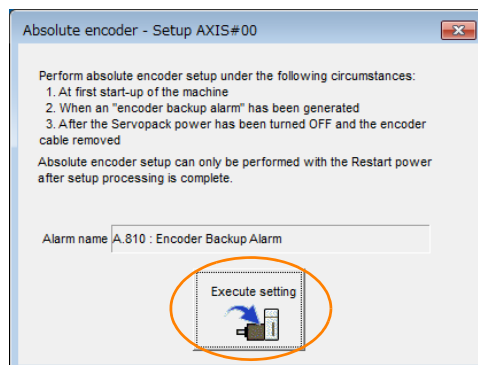 Absolute encoder - Setup AXIS#00
Perform absolute encoder setup under the following circumstances:
1. At first start-up of the machine
2. When an "encoder backup alarm" has been generated
3. After the Servopack power has been turned OFF and the encoder
cable removed
Absolute encoder setup can only be performed with the Restart power
after setup processing is complete.
Alarm name A.810 : Encoder Backup Alarm
Execute setting